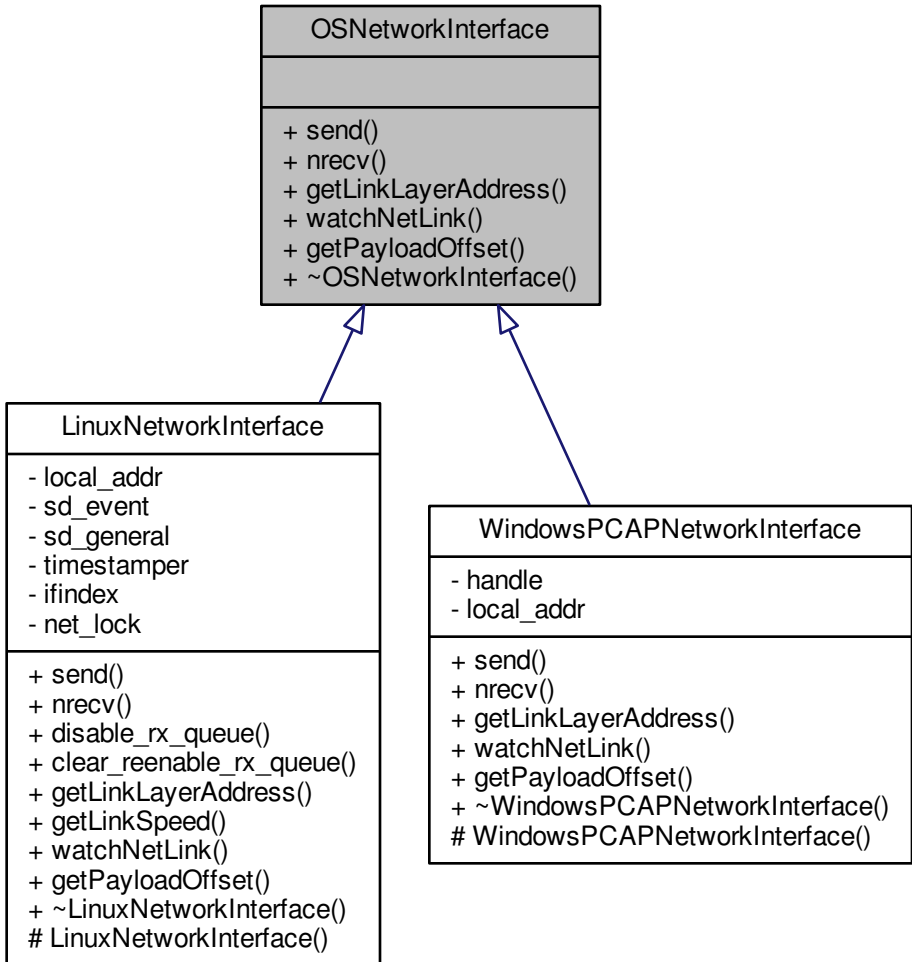 OSNetworkInterface
+ send()
+ nrecv()
+ getLinkLayerAddress()
+ watchNetLink()
+ getPayloadOffset()
+ ~OSNetworkInterface()
LinuxNetworkInterface
- local_addr
- sd_event
- sd_general
- timestamper
- ifindex
- net_lock
+ send()
+ nrecv()
+ disable_rx_queue()
+ clear_reenable_rx_queue()
+ getLinkLayerAddress()
+ getLinkSpeed()
+ watchNetLink()
+ getPayloadOffset()
+ ~LinuxNetworkInterface()
# LinuxNetworkInterface()
WindowsPCAPNetworkInterface
- handle
- local_addr
+ send()
+ nrecv()
+ getLinkLayerAddress()
+ watchNetLink()
+ getPayloadOffset()
+ ~WindowsPCAPNetworkInterface()
# WindowsPCAPNetworkInterface()